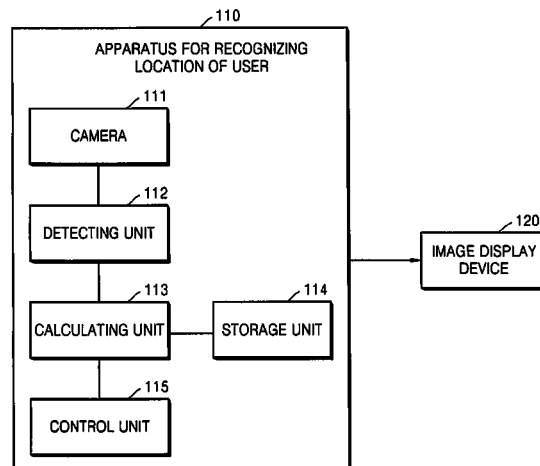 110
APPARATUS FOR RECOGNIZING
LOCATION OF USER
111
CAMERA
112
DETECTING UNIT
120
IMAGE DISPLAY
DEVICE
113
CALCULATING UNIT
114
STORAGE UNIT
115
CONTROL UNIT